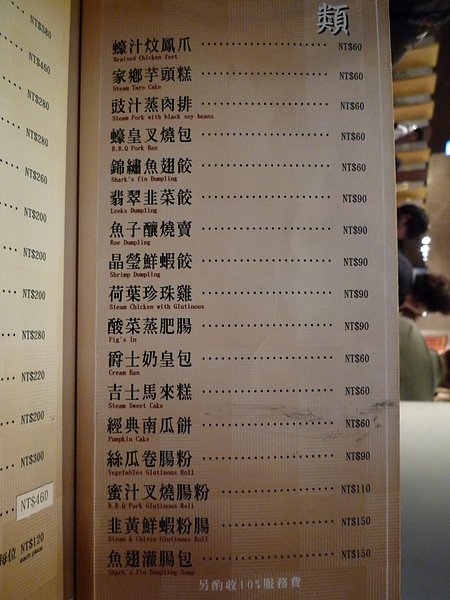 NT$380
NT$460
NT$280
NT$280
NT$260
NT$200
NT$200
NT$280
NT$220
NT$200
NT$300
NT$460
每位 NT$120
each piece
類
蠔汁炆鳳爪 NT$60
Braised Chicken feet
家鄉芋頭糕 NT$60
Steam Taro Cake
豉汁蒸肉排 NT$60
Steam Pork with black soy beans
蠔皇叉燒包 NT$60
B.B.Q Pork Ban
錦繡魚翅餃 NT$60
Shark's fin Dumpling
翡翠韭菜餃 NT$90
Leeks Dumpling
魚子釀燒賣 NT$90
Roe Dumpling
晶瑩鮮蝦餃 NT$90
Shrimp Dumpling
荷葉珍珠雞 NT$90
Steam Chicken with Glutinous
酸菜蒸肥腸 NT$90
Pig's In
爵士奶皇包 NT$60
Cream Ban
吉士馬來糕 NT$60
Steam Sweet Cake
經典南瓜餅 NT$60
Pumpkin Cake
絲瓜卷腸粉 NT$90
Vegetables Glutinous Roll
蜜汁叉燒腸粉 NT$110
B.B.Q Pork Glutinous Roll
韭黃鮮蝦粉腸 NT$150
Steam & Chives Glutinous Roll
魚翅灌腸包 NT$150
Shark's fin Dumpling Soup
另酌收10%服務費